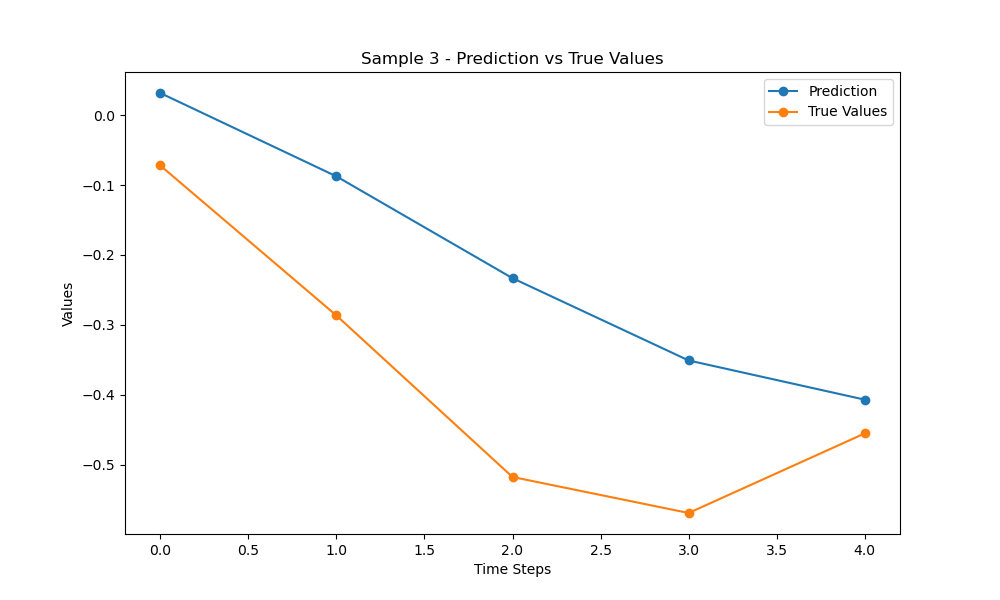 Sample 3 - Prediction vs True Values
Prediction
True Values
Values
0.0
−0.1
−0.2
−0.3
−0.4
−0.5
0.0 0.5 1.0 1.5 2.0 2.5 3.0 3.5 4.0
Time Steps